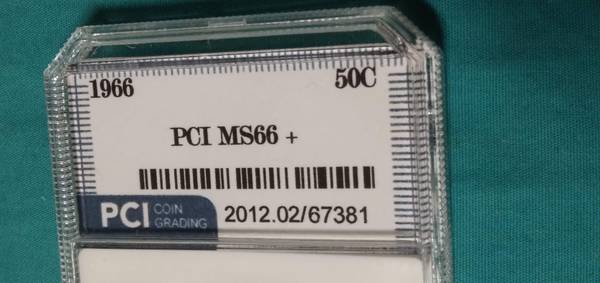 1966 50C
PCI MS66 +
PCI COIN GRADING 2012.02/67381